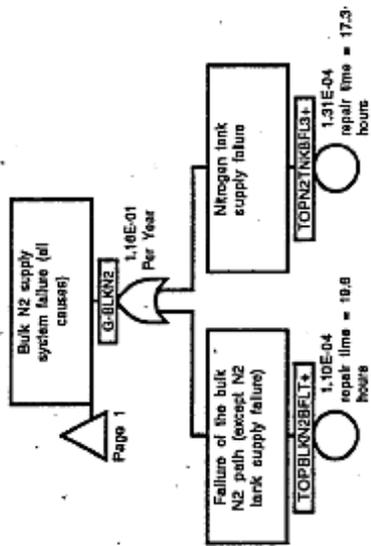 Bulk N2 supply
system failure (all
causes)
G-BLKN2
1.16E-01
Per Year
Page 1
Failure of the bulk
N2 path (except N2
tank supply failure)
TOPBLKN2BFLT+
1.10E-04
repair time = 19.6
hours
Nitrogen tank
supply failure
TOPN2TNKBFL3+
1.31E-04
repair time = 17.3
hours